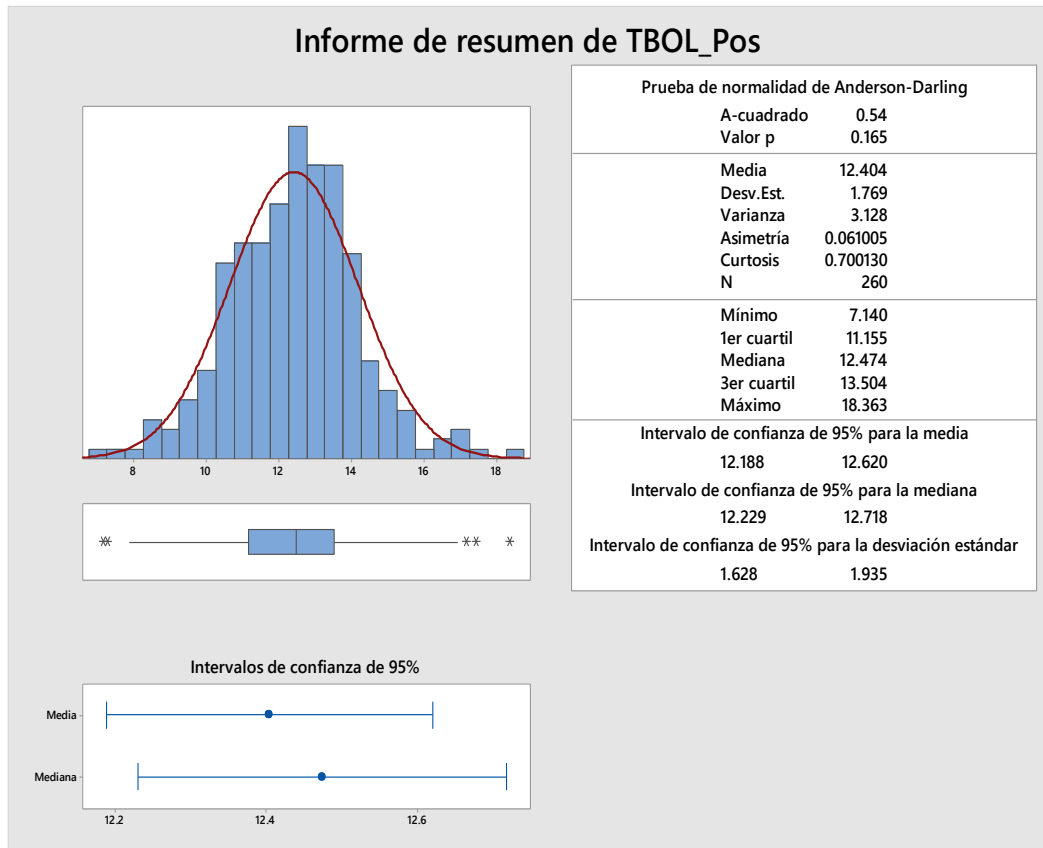 Informe de resumen de TBOL_Pos
8 10 12 14 16 18
Prueba de normalidad de Anderson-Darling
A-cuadrado 0.54
Valor p 0.165
Media 12.404
Desv.Est. 1.769
Varianza 3.128
Asimetría 0.061005
Curtosis 0.700130
N 260
Mínimo 7.140
1er cuartil 11.155
Mediana 12.474
3er cuartil 13.504
Máximo 18.363
Intervalo de confianza de 95% para la media
12.188 12.620
Intervalo de confianza de 95% para la mediana
12.229 12.718
Intervalo de confianza de 95% para la desviación estándar
1.628 1.935
Intervalos de confianza de 95%
Media
Mediana
12.2 12.4 12.6